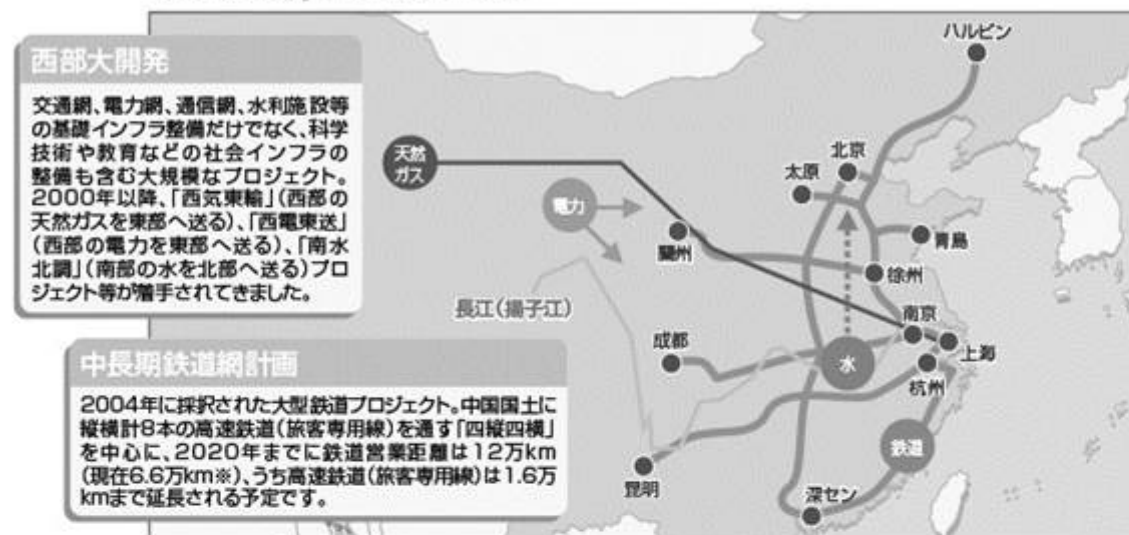 西部大開発
交通網、電力網、通信網、水利施設等
の基礎インフラ整備だけでなく、科学
技術や教育などの社会インフラの
整備も含む大規模なプロジェクト。
2000年以降、「西気東輸」(西部の
天然ガスを東部へ送る)、「西電東送」
(西部の電力を東部へ送る)、「南水
北調」(南部の水を北部へ送る)プロ
ジェクト等が着手されてきました。
中長期鉄道網計画
2004年に採択された大型鉄道プロジェクト。中国国土に
縦横計8本の高速鉄道(旅客専用線)を通す「四縦四横」
を中心に、2020年までに鉄道営業距離は12万km
(現在6.6万km※)、うち高速鉄道(旅客専用線)は1.6万
kmまで延長される予定です。
ハルビン
北京
太原
天然
ガス
電力
青島
蘭州
徐州
長江(揚子江)
南京
成都
上海
水
杭州
鉄道
昆明
深セン